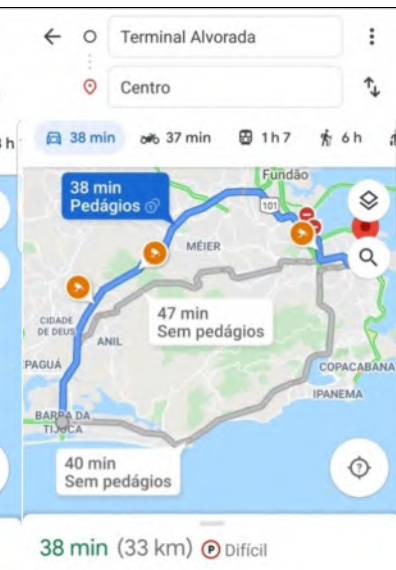 Terminal Alvorada
Centro
3 h
38 min
37 min
1 h 7
6 h
Fundão
38 min
Pedágios
101
MÉIER
47 min
Sem pedágios
CIDADE
DE DEUS
ANIL
EPAGUÁ
COPACABANA
IPANEMA
BARRA DA
TIJUCA
40 min
Sem pedágios
38 min (33 km) P Difícil